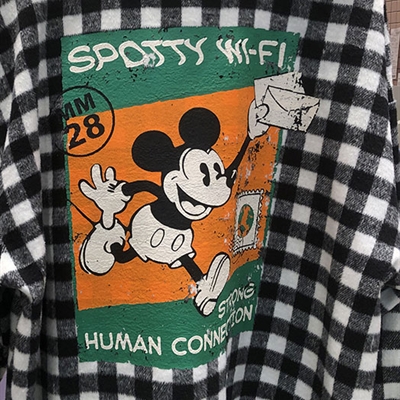 SPOTTY WI-FI
MM
28
STRONG
HUMAN CONNECTION